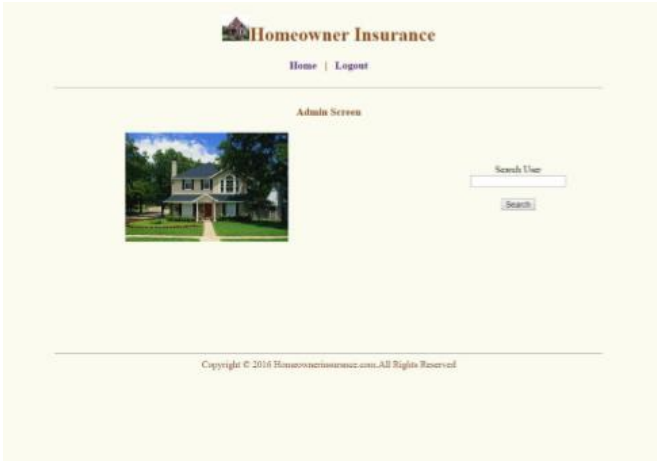 Homeowner Insurance
Home | Logout
Admin Screen
Search User
Search
Copyright © 2016 Homeownerinsurance.com.All Rights Reserved